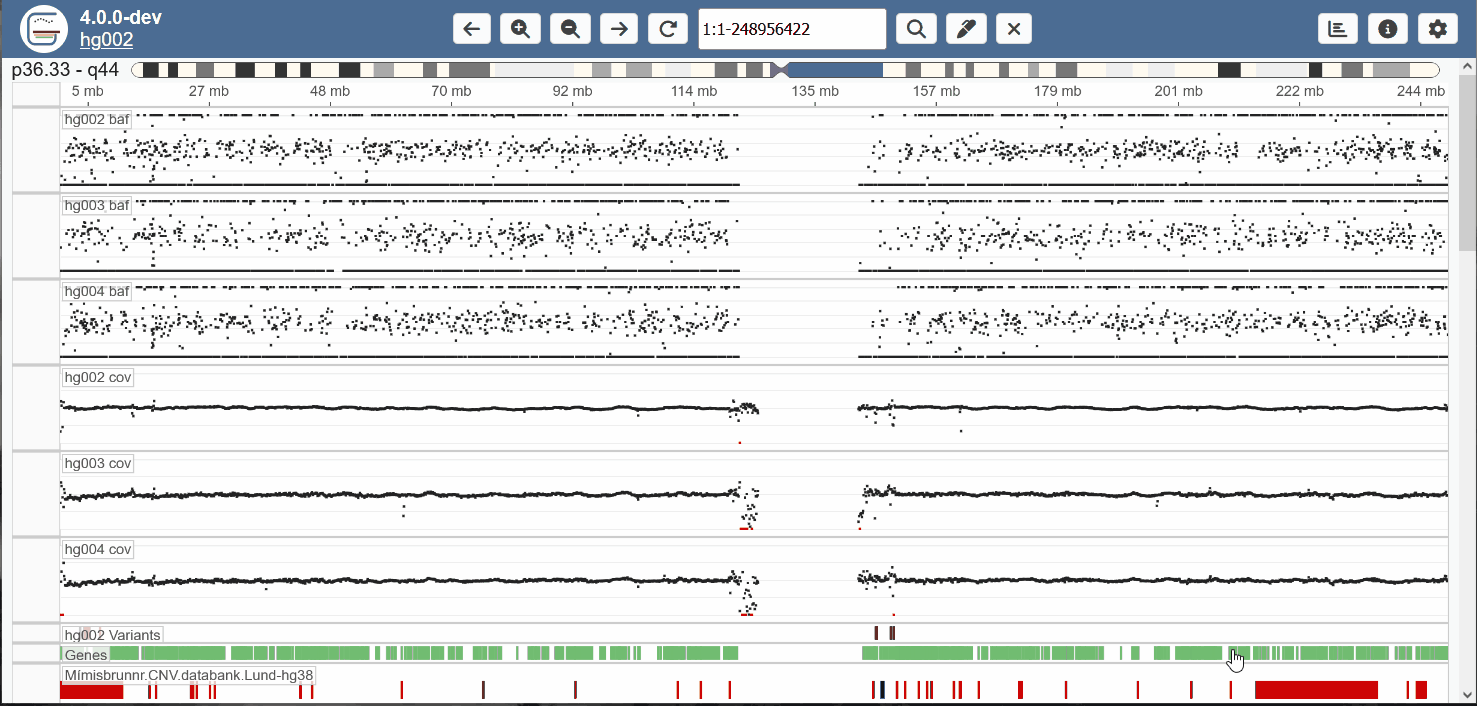 4.0.0-dev
hg002
1:1-248956422
p36.33 - q44
5 mb 27 mb 48 mb 70 mb 92 mb 114 mb 135 mb 157 mb 179 mb 201 mb 222 mb 244 mb
hg002 baf
hg003 baf
hg004 baf
hg002 cov
hg003 cov
hg004 cov
hg002 Variants
Genes
Mímisbrunnr.CNV.databank.Lund-hg38